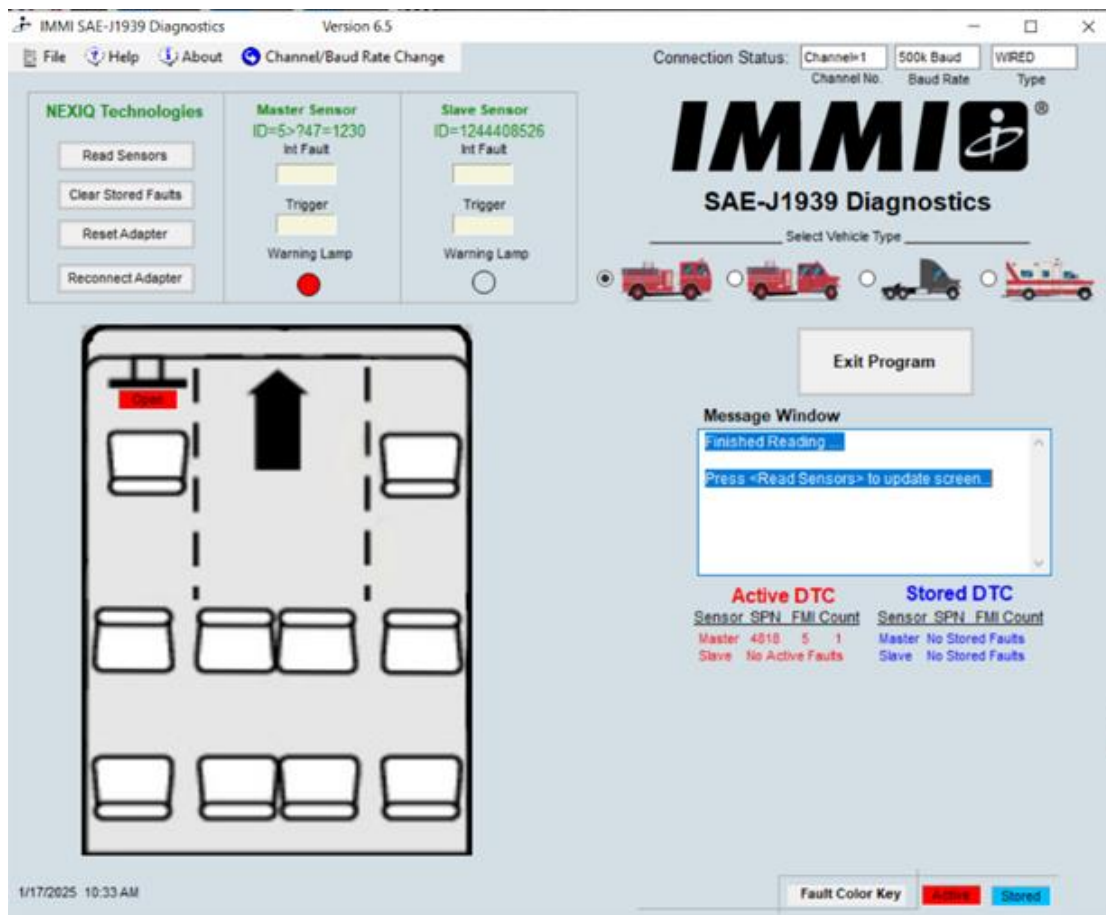 IMMI SAE-J1939 Diagnostics Version 6.5
File Help About Channel/Baud Rate Change
Connection Status: Channel=1 500k Baud WIRED
Channel No. Baud Rate Type
NEXIQ Technologies
Read Sensors
Clear Stored Faults
Reset Adapter
Reconnect Adapter
Master Sensor
ID=5>?47=1230
Int Fault
Trigger
Warning Lamp
Slave Sensor
ID=1244408526
Int Fault
Trigger
Warning Lamp
IMMI ®
SAE-J1939 Diagnostics
Select Vehicle Type
Open
Exit Program
Message Window
Finished Reading ...
Press <Read Sensors> to update screen...
Active DTC
Sensor SPN FMI Count
Master 4818 5 1
Slave No Active Faults
Stored DTC
Sensor SPN FMI Count
Master No Stored Faults
Slave No Stored Faults
1/17/2025 10:33 AM
Fault Color Key Active Stored